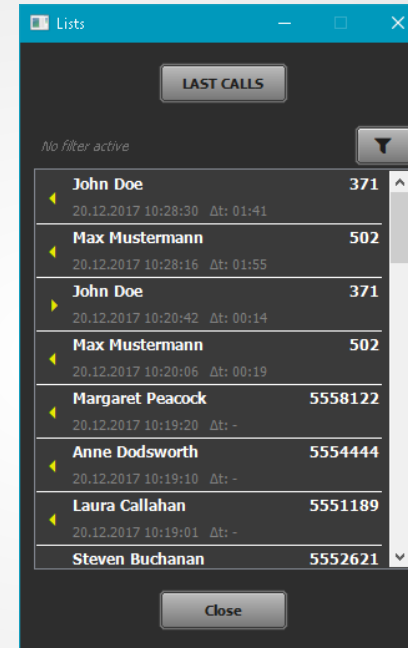 Lists
LAST CALLS
No filter active
John Doe 371
20.12.2017 10:28:30 Δt: 01:41
Max Mustermann 502
20.12.2017 10:28:16 Δt: 01:55
John Doe 371
20.12.2017 10:20:42 Δt: 00:14
Max Mustermann 502
20.12.2017 10:20:06 Δt: 00:19
Margaret Peacock 5558122
20.12.2017 10:19:20 Δt: -
Anne Dodsworth 5554444
20.12.2017 10:19:10 Δt: -
Laura Callahan 5551189
20.12.2017 10:19:01 Δt: -
Steven Buchanan 5552621
Close